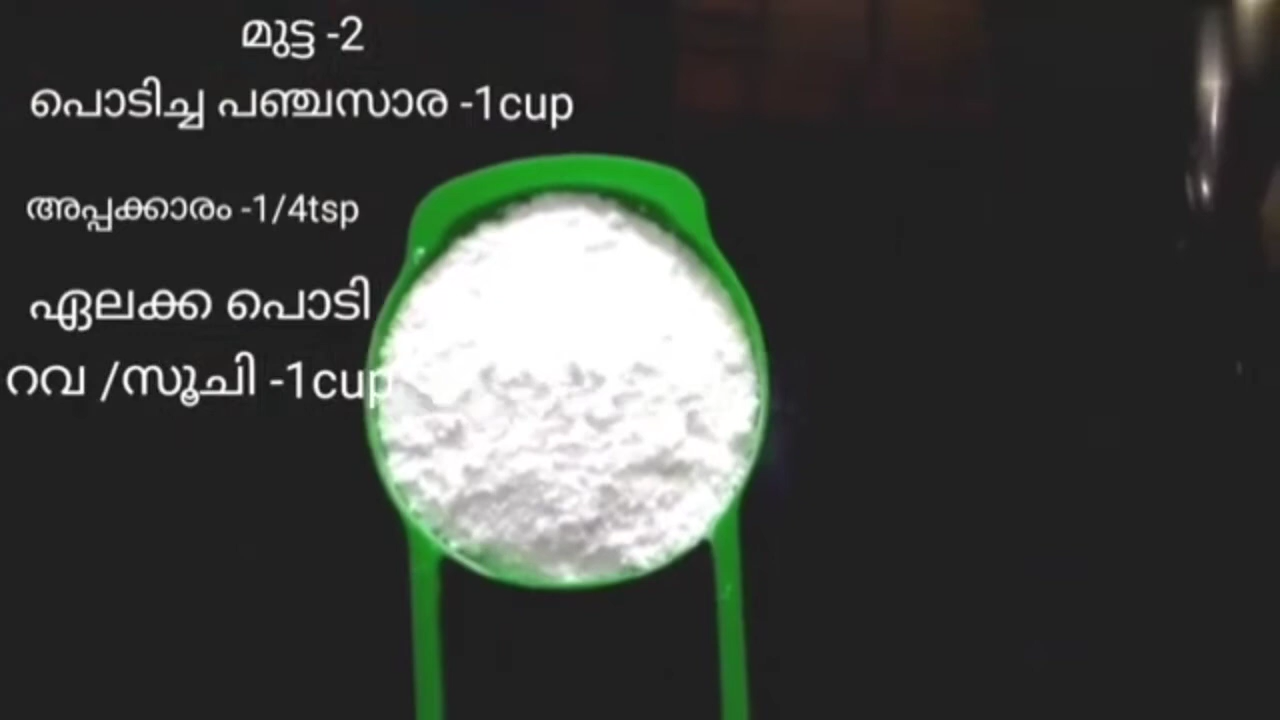 മുട്ട -2
പൊടിച്ച പഞ്ചസാര -1cup
അപ്പക്കാരം -1/4tsp
ഏലക്ക പൊടി
റവ /സൂചി -1cup